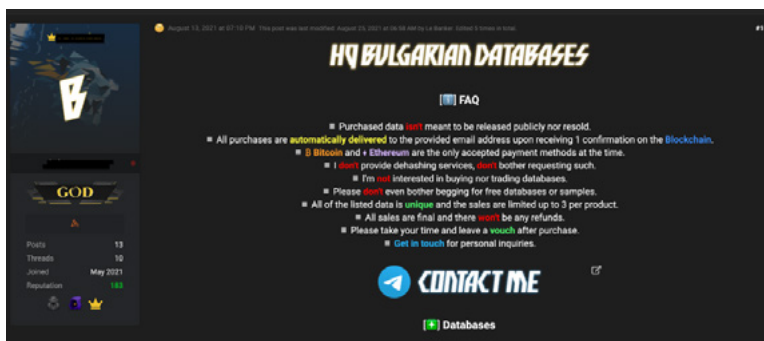 August 13, 2021 at 07:10 PM This post was last modified: August 23, 2021 at 06:58 AM by Le Banker. Edited 5 times in total.
#1
HQ BULGARIAN DATABASES
B
[ℹ️] FAQ
■ Purchased data isn't meant to be released publicly nor resold.
■ All purchases are automatically delivered to the provided email address upon receiving 1 confirmation on the Blockchain.
■ ₿ Bitcoin and ♦ Ethereum are the only accepted payment methods at the time.
■ I don't provide dehashing services, don't bother requesting such.
■ I'm not interested in buying nor trading databases.
■ Please don't even bother begging for free databases or samples.
■ All of the listed data is unique and the sales are limited up to 3 per product.
■ All sales are final and there won't be any refunds.
■ Please take your time and leave a vouch after purchase.
■ Get in touch for personal inquiries.
GOD
Posts 13
Threads 10
Joined May 2021
Reputation 183
CONTACT ME
[+] Databases